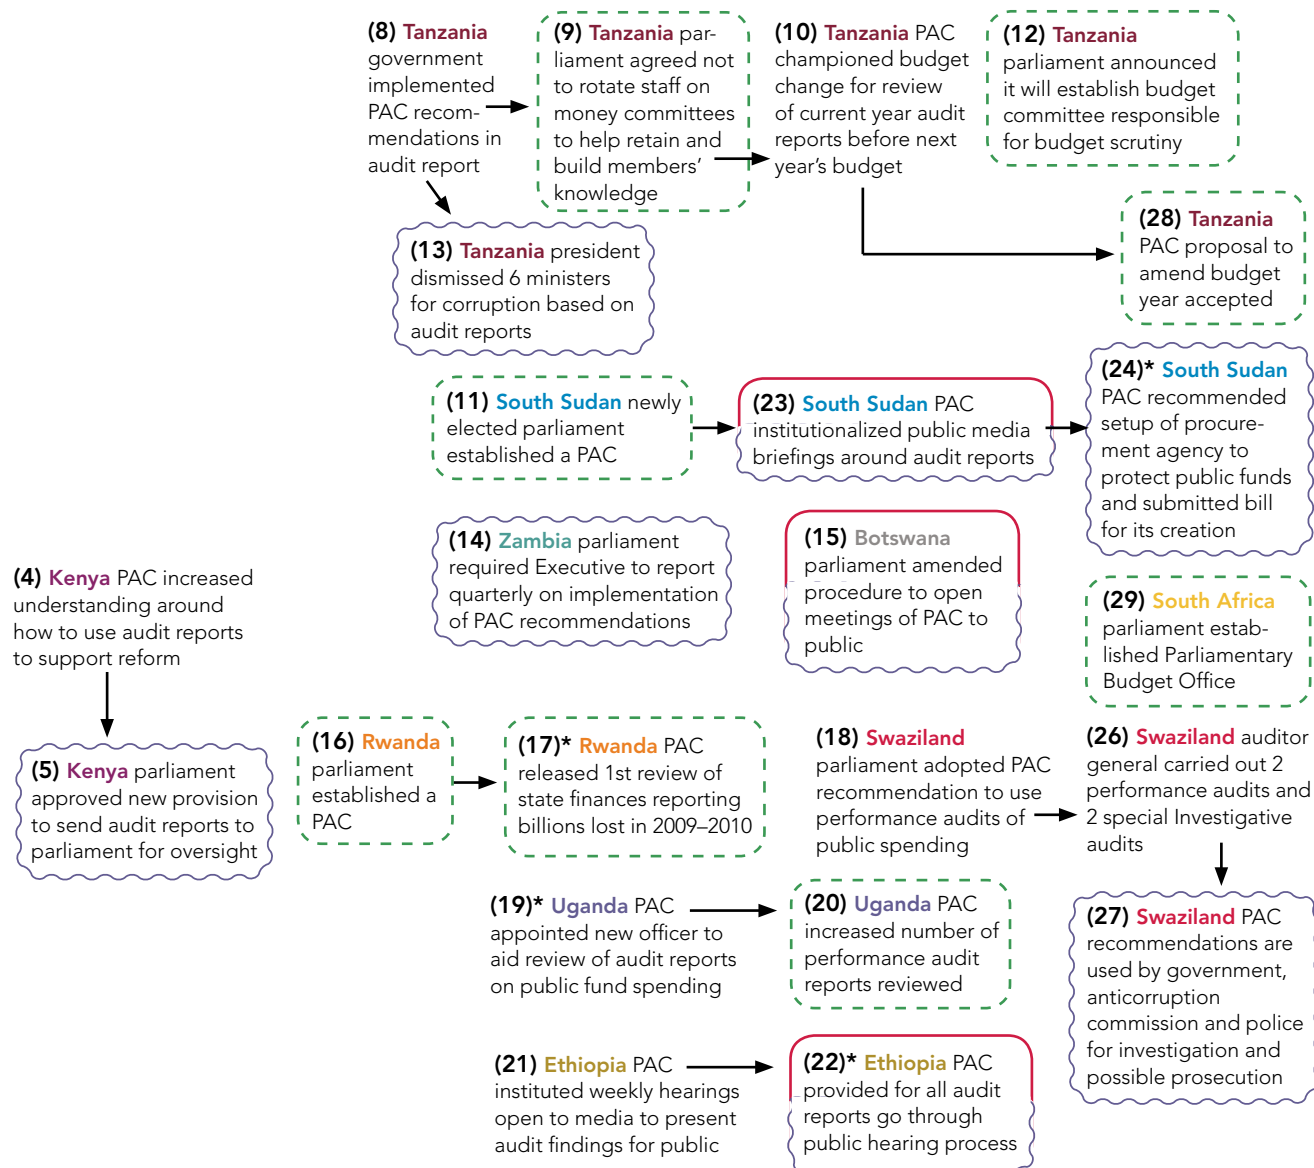 (8) Tanzania
government
implemented
PAC recom-
mendations in
audit report
(9) Tanzania par-
liament agreed not
to rotate staff on
money committees
to help retain and
build members’
knowledge
(10) Tanzania PAC
championed budget
change for review
of current year audit
reports before next
year’s budget
(12) Tanzania
parliament announced
it will establish budget
committee responsible
for budget scrutiny
(28) Tanzania
PAC proposal to
amend budget
year accepted
(13) Tanzania president
dismissed 6 ministers
for corruption based on
audit reports
(11) South Sudan newly
elected parliament
established a PAC
(23) South Sudan PAC
institutionalized public media
briefings around audit reports
(24)* South Sudan
PAC recommended
setup of procure-
ment agency to
protect public funds
and submitted bill
for its creation
(14) Zambia parliament
required Executive to report
quarterly on implementation
of PAC recommendations
(15) Botswana
parliament amended
procedure to open
meetings of PAC to
public
(4) Kenya PAC increased
understanding around
how to use audit reports
to support reform
(29) South Africa
parliament estab-
lished Parliamentary
Budget Office
(5) Kenya parliament
approved new provision
to send audit reports to
parliament for oversight
(16) Rwanda
parliament
established a
PAC
(17)* Rwanda PAC
released 1st review of
state finances reporting
billions lost in 2009–2010
(18) Swaziland
parliament adopted PAC
recommendation to use
performance audits of
public spending
(26) Swaziland auditor
general carried out 2
performance audits and
2 special Investigative
audits
(19)* Uganda PAC
appointed new officer to
aid review of audit reports
on public fund spending
(20) Uganda PAC
increased number of
performance audit
reports reviewed
(27) Swaziland PAC
recommendations are
used by government,
anticorruption
commission and police
for investigation and
possible prosecution
(21) Ethiopia PAC
instituted weekly hearings
open to media to present
audit findings for public
(22)* Ethiopia PAC
provided for all audit
reports go through
public hearing process